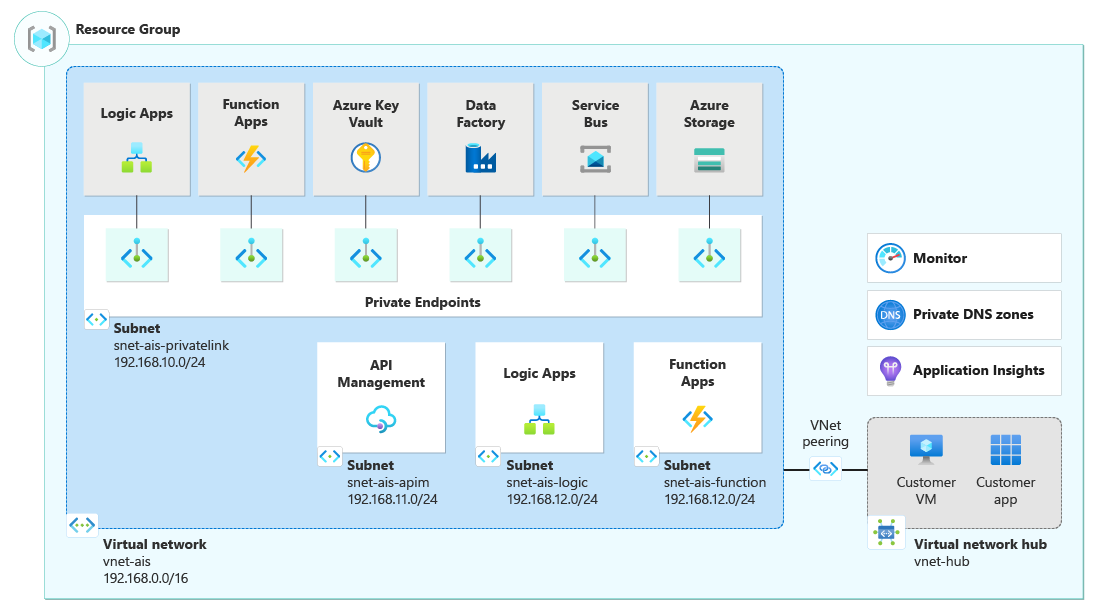 Resource Group
Logic Apps
Function
Apps
Azure Key
Vault
Data
Factory
Service
Bus
Azure
Storage
Private Endpoints
Subnet
snet-ais-privatelink
192.168.10.0/24
API
Management
Subnet
snet-ais-apim
192.168.11.0/24
Logic Apps
Subnet
snet-ais-logic
192.168.12.0/24
Function
Apps
Subnet
snet-ais-function
192.168.12.0/24
Virtual network
vnet-ais
192.168.0.0/16
Monitor
DNS
Private DNS zones
Application Insights
VNet
peering
Customer
VM
Customer
app
Virtual network hub
vnet-hub